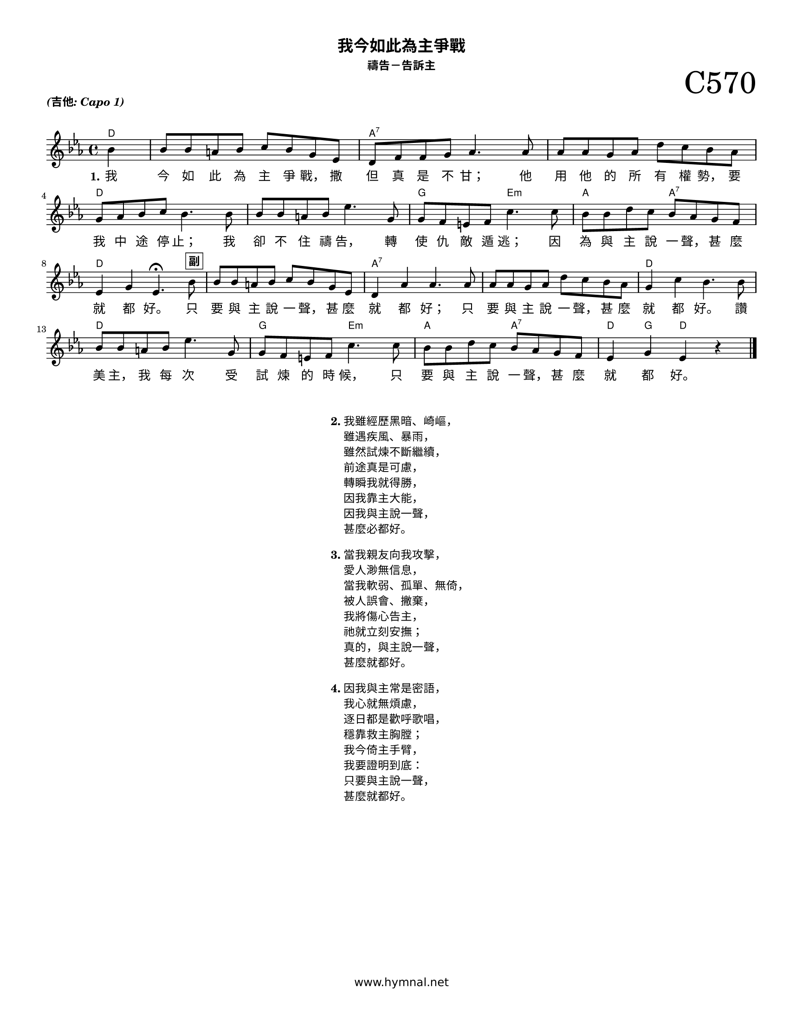 我今如此為主爭戰
禱告－告訴主
C570
(吉他: Capo 1)
D A7
1. 我 今 如 此 為 主 爭 戰， 撒 但 真 是 不 甘； 他 用 他 的 所 有 權 勢， 要
4 D G Em A A7
我 中 途 停 止； 我 卻 不 住 禱 告， 轉 使 仇 敵 遁 逃； 因 為 與 主 說 一 聲， 甚 麼
8 D 副 A7 D
就 都 好。 只 要 與 主 說 一 聲， 甚 麼 就 都 好； 只 要 與 主 說 一 聲， 甚 麼 就 都 好。 讚
13 D G Em A A7 D G D
美 主， 我 每 次 受 試 煉 的 時 候， 只 要 與 主 說 一 聲， 甚 麼 就 都 好。
2. 我雖經歷黑暗、崎嶇，
雖遇疾風、暴雨，
雖然試煉不斷繼續，
前途真是可慮，
轉瞬我就得勝，
因我靠主大能，
因我與主說一聲，
甚麼必都好。
3. 當我親友向我攻擊，
愛人渺無信息，
當我軟弱、孤單、無倚，
被人誤會、撇棄，
我將傷心告主，
祂就立刻安撫；
真的，與主說一聲，
甚麼就都好。
4. 因我與主常是密語，
我心就無煩慮，
逐日都是歡呼歌唱，
穩靠救主胸膛；
我今倚主手臂，
我要證明到底：
只要與主說一聲，
甚麼就都好。
www.hymnal.net